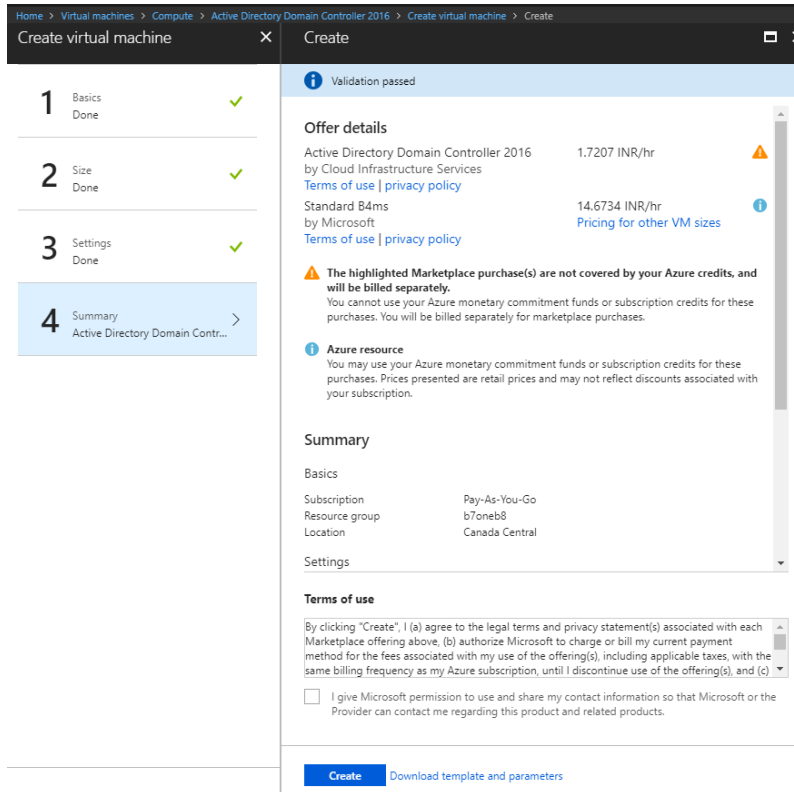 Home > Virtual machines > Compute > Active Directory Domain Controller 2016 > Create virtual machine > Create
Create virtual machine
1
Basics
Done
2
Size
Done
3
Settings
Done
4
Summary
Active Directory Domain Contr...
Create
Validation passed
Offer details
Active Directory Domain Controller 2016 1.7207 INR/hr
by Cloud Infrastructure Services
Terms of use | privacy policy
Standard B4ms 14.6734 INR/hr
by Microsoft Pricing for other VM sizes
Terms of use | privacy policy
The highlighted Marketplace purchase(s) are not covered by your Azure credits, and
will be billed separately.
You cannot use your Azure monetary commitment funds or subscription credits for these
purchases. You will be billed separately for marketplace purchases.
Azure resource
You may use your Azure monetary commitment funds or subscription credits for these
purchases. Prices presented are retail prices and may not reflect discounts associated with
your subscription.
Summary
Basics
Subscription Pay-As-You-Go
Resource group b7oneb8
Location Canada Central
Settings
Terms of use
By clicking "Create", I (a) agree to the legal terms and privacy statement(s) associated with each
Marketplace offering above, (b) authorize Microsoft to charge or bill my current payment
method for the fees associated with my use of the offering(s), including applicable taxes, with the
same billing frequency as my Azure subscription, until I discontinue use of the offering(s), and (c)
I give Microsoft permission to use and share my contact information so that Microsoft or the
Provider can contact me regarding this product and related products.
Create Download template and parameters